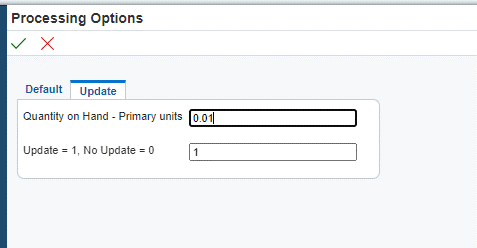 Processing Options
Default Update
Quantity on Hand - Primary units 0.01
Update = 1, No Update = 0 1